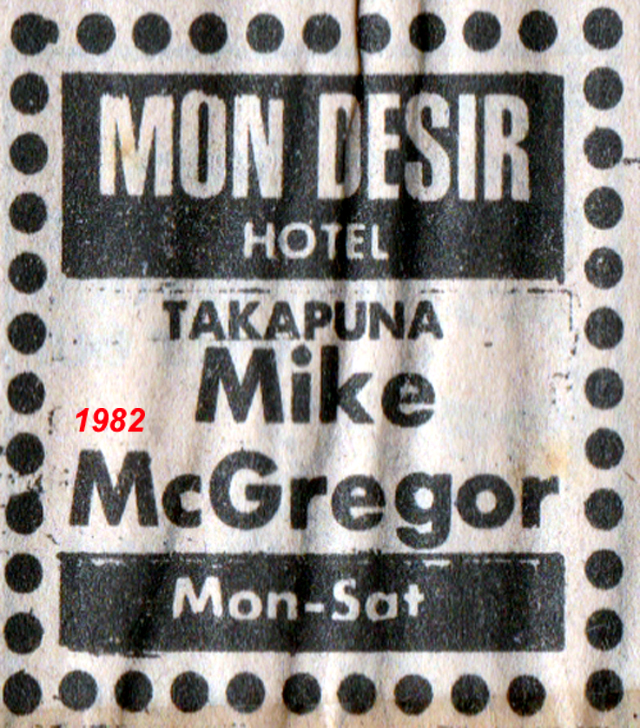 MON DESIR
HOTEL
TAKAPUNA
Mike
1982
McGregor
Mon-Sat